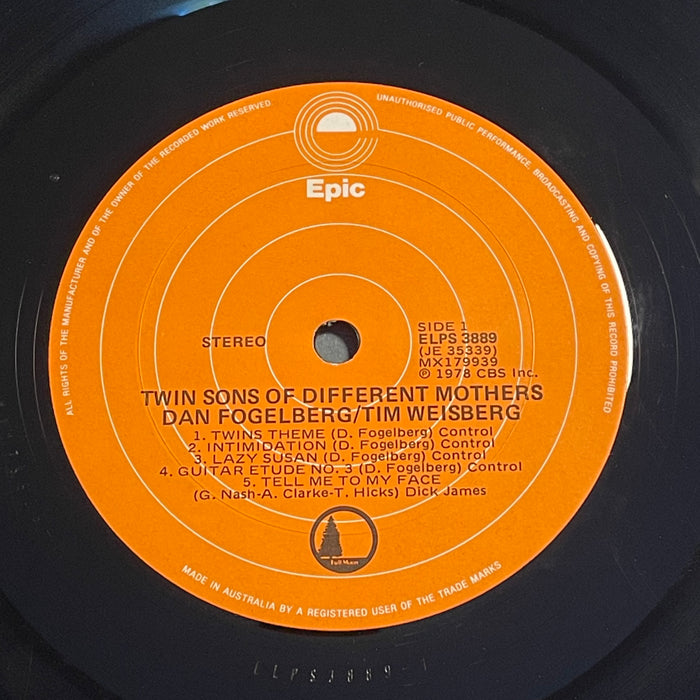 ALL RIGHTS OF THE MANUFACTURER AND OF THE OWNER OF THE RECORDED WORK RESERVED.
UNAUTHORISED PUBLIC PERFORMANCE, BROADCASTING AND COPYING OF THIS RECORD PROHIBITED
Epic
STEREO
SIDE 1
ELPS 3889
(JE 35339)
MX179939
℗ 1978 CBS Inc.
TWIN SONS OF DIFFERENT MOTHERS
DAN FOGELBERG/TIM WEISBERG
1. TWINS THEME (D. Fogelberg) Control
2. INTIMIDATION (D. Fogelberg) Control
3. LAZY SUSAN (D. Fogelberg) Control
4. GUITAR ETUDE NO. 3 (D. Fogelberg) Control
5. TELL ME TO MY FACE
(G. Nash-A. Clarke-T. Hicks) Dick James
Full Moon
MADE IN AUSTRALIA BY A REGISTERED USER OF THE TRADE MARKS
ELPS3889-1